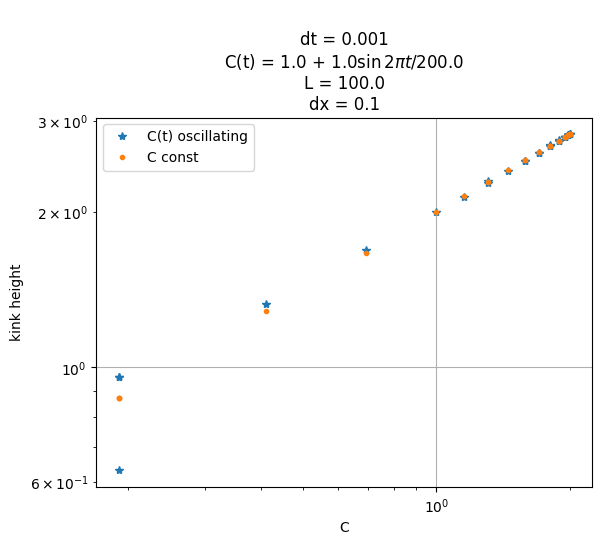 dt = 0.001
C(t) = 1.0 + 1.0sin 2πt/200.0
L = 100.0
dx = 0.1
3 × 10⁰
C(t) oscillating
C const
2 × 10⁰
kink height
10⁰
6 × 10⁻¹
10⁰
C